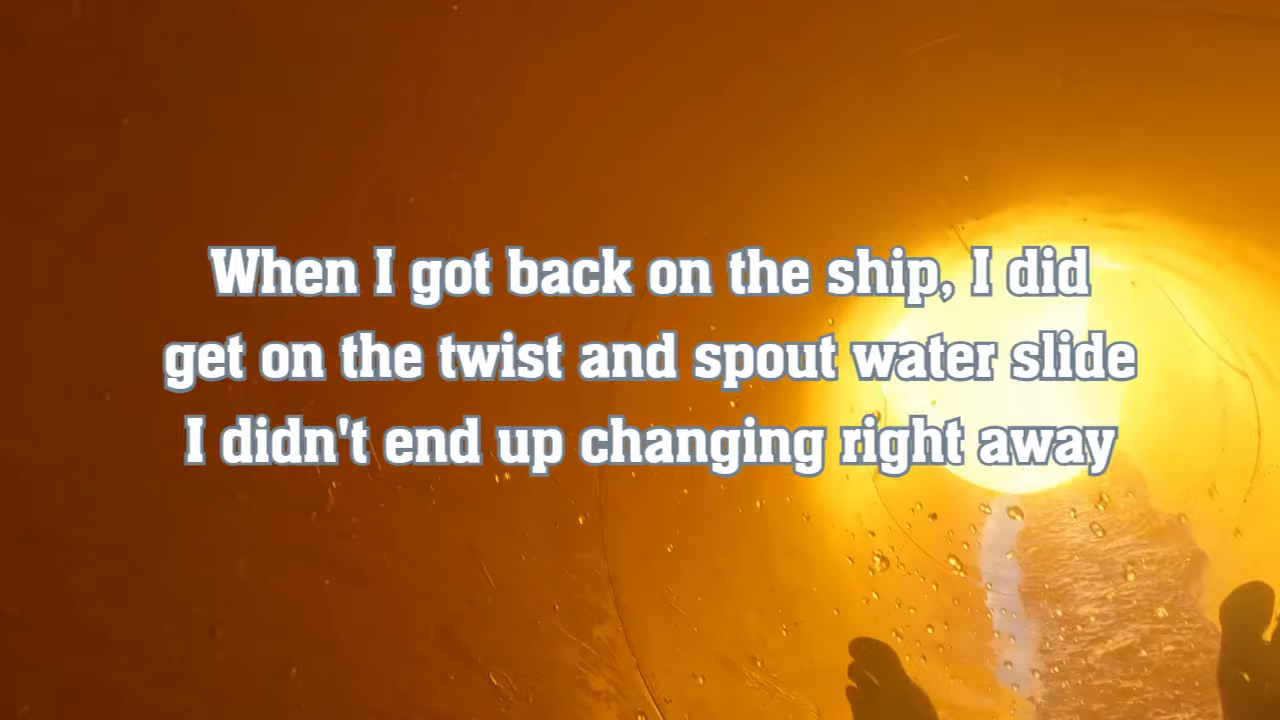 When I got back on the ship, I did
get on the twist and spout water slide
I didn't end up changing right away